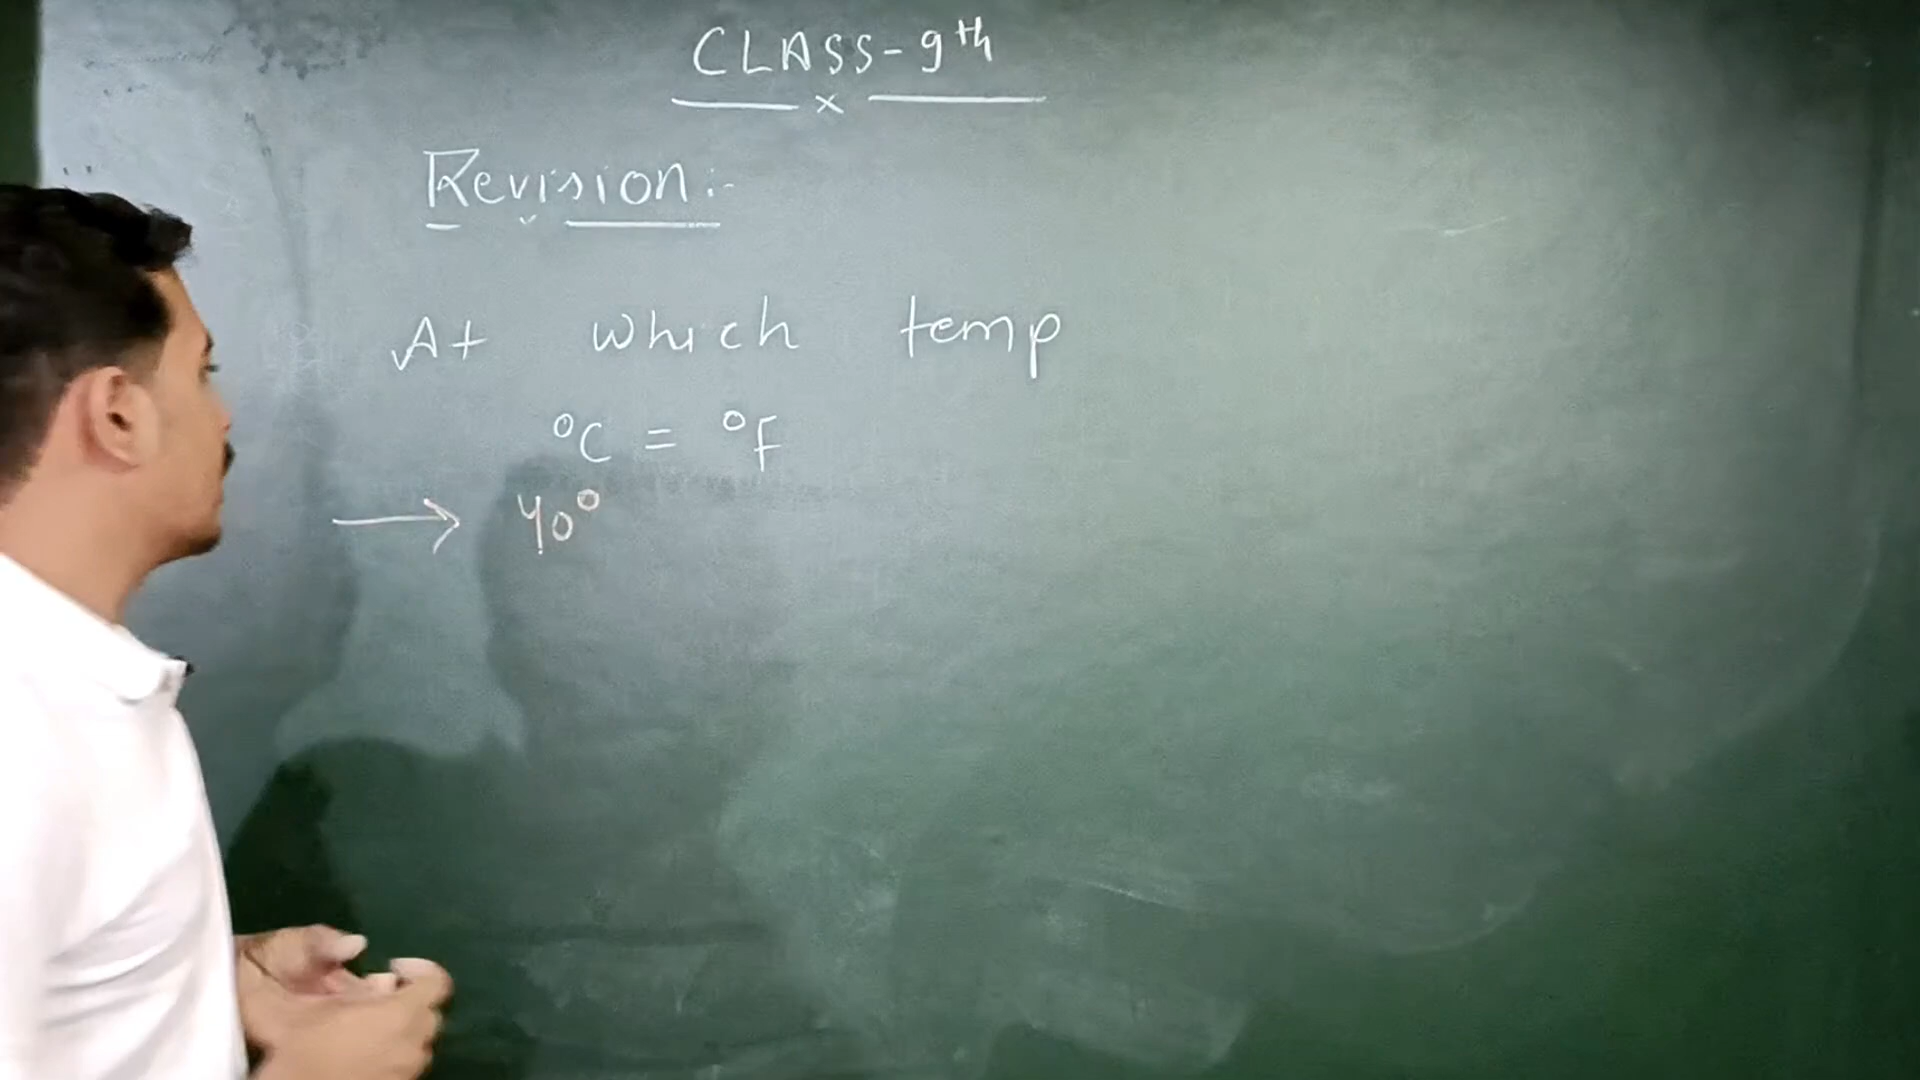 CLASS-9th
x
Revision:-
At which temp
°C = °F
→ 40°